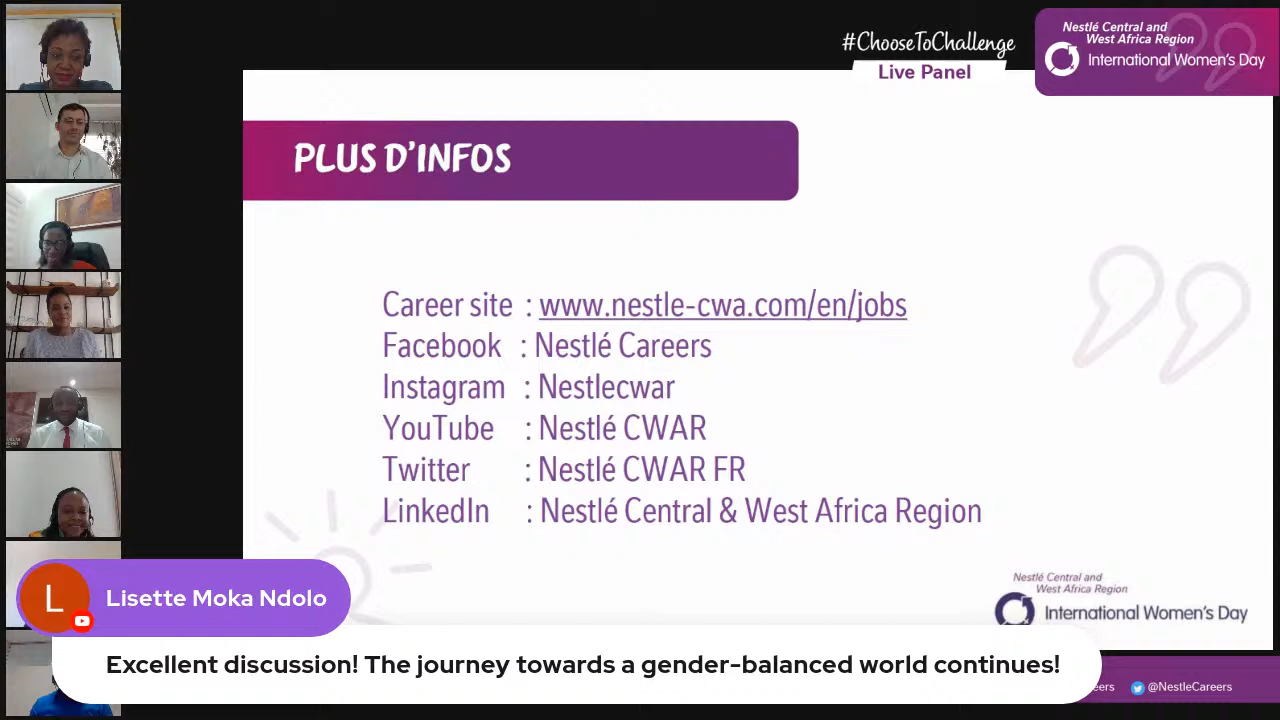 #ChooseToChallenge
Live Panel
Nestlé Central and
West Africa Region
International Women's Day
PLUS D'INFOS
Career site : www.nestle-cwa.com/en/jobs
Facebook : Nestlé Careers
Instagram : Nestlecwar
YouTube : Nestlé CWAR
Twitter : Nestlé CWAR FR
LinkedIn : Nestlé Central & West Africa Region
Nestlé Central and
West Africa Region
International Women's Day
L
Lisette Moka Ndolo
Excellent discussion! The journey towards a gender-balanced world continues!
@NestleCareers